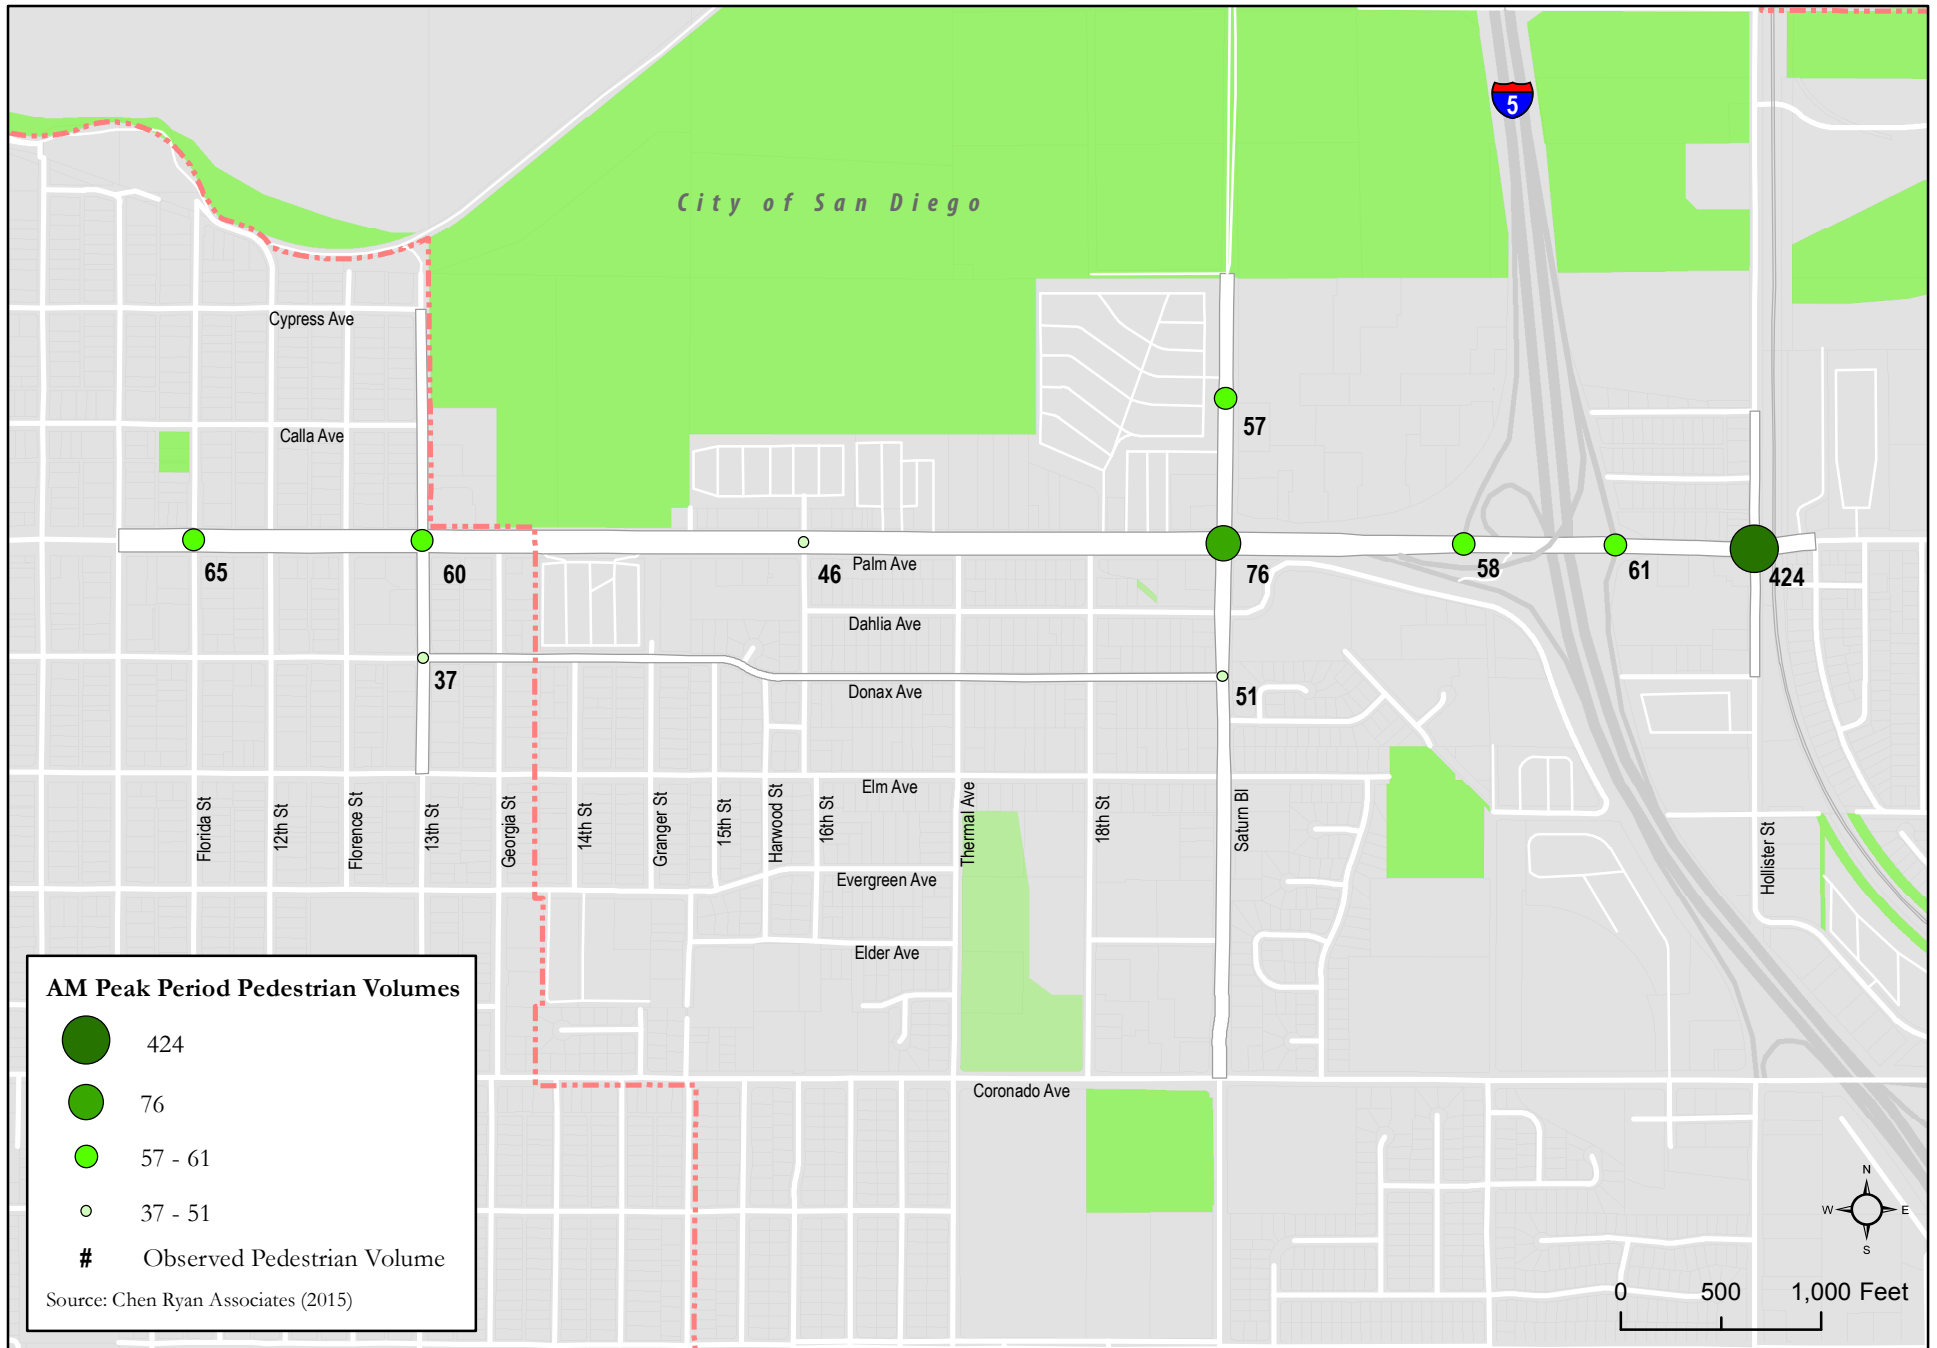 5
City of San Diego
Cypress Ave
Calla Ave
57
65
60
46
Palm Ave
76
58
61
424
Dahlia Ave
37
Donax Ave
51
Elm Ave
Florida St
12th St
Florence St
13th St
Georgia St
14th St
Granger St
15th St
Harwood St
16th St
Thermal Ave
18th St
Saturn Bl
Hollister St
Evergreen Ave
Elder Ave
Coronado Ave
AM Peak Period Pedestrian Volumes
424
76
57 - 61
37 - 51
# Observed Pedestrian Volume
Source: Chen Ryan Associates (2015)
N
W E
S
0 500 1,000 Feet